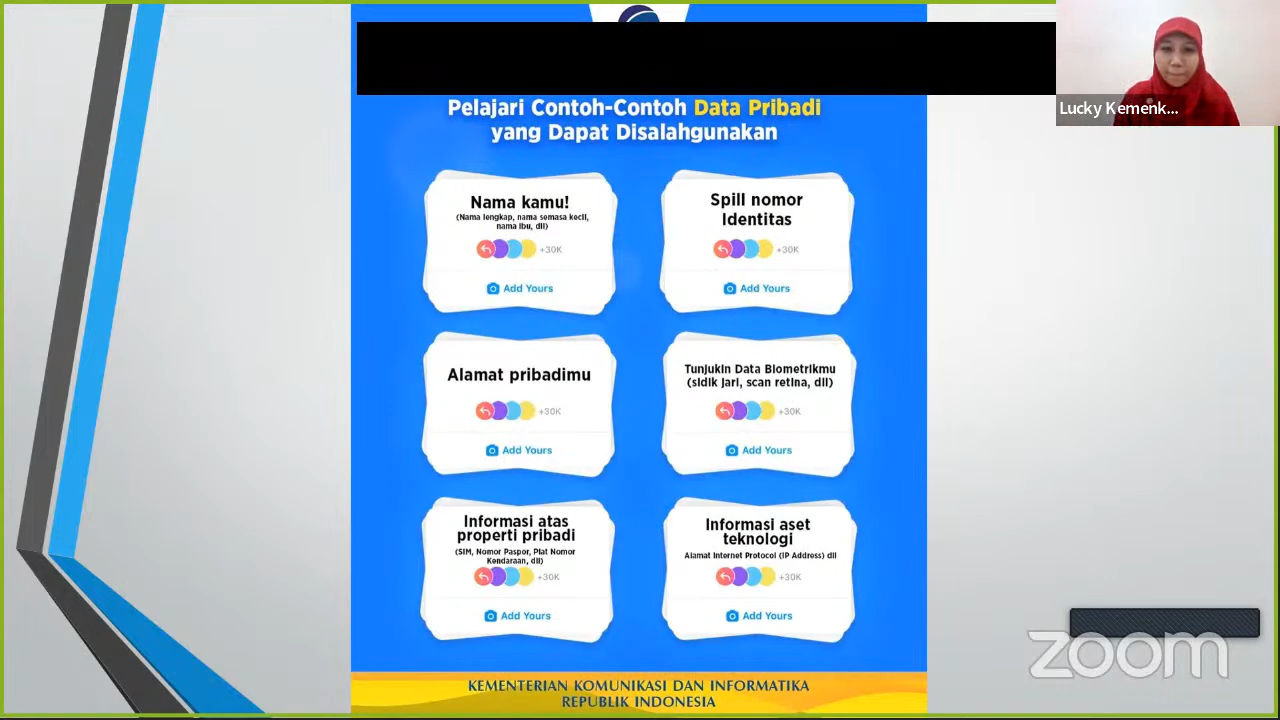 Lucky Kemenk...
Pelajari Contoh-Contoh Data Pribadi
yang Dapat Disalahgunakan
Nama kamu!
(Nama lengkap, nama semasa kecil,
nama ibu, dll)
+30K
Add Yours
Spill nomor
Identitas
+30K
Add Yours
Alamat pribadimu
+30K
Add Yours
Tunjukin Data Biometrikmu
(sidik jari, scan retina, dll)
+30K
Add Yours
Informasi atas
properti pribadi
(SIM, Nomor Paspor, Plat Nomor
Kendaraan, dll)
+30K
Add Yours
Informasi aset
teknologi
Alamat Internet Protocol (IP Address) dll
+30K
Add Yours
KEMENTERIAN KOMUNIKASI DAN INFORMATIKA
REPUBLIK INDONESIA
zoom